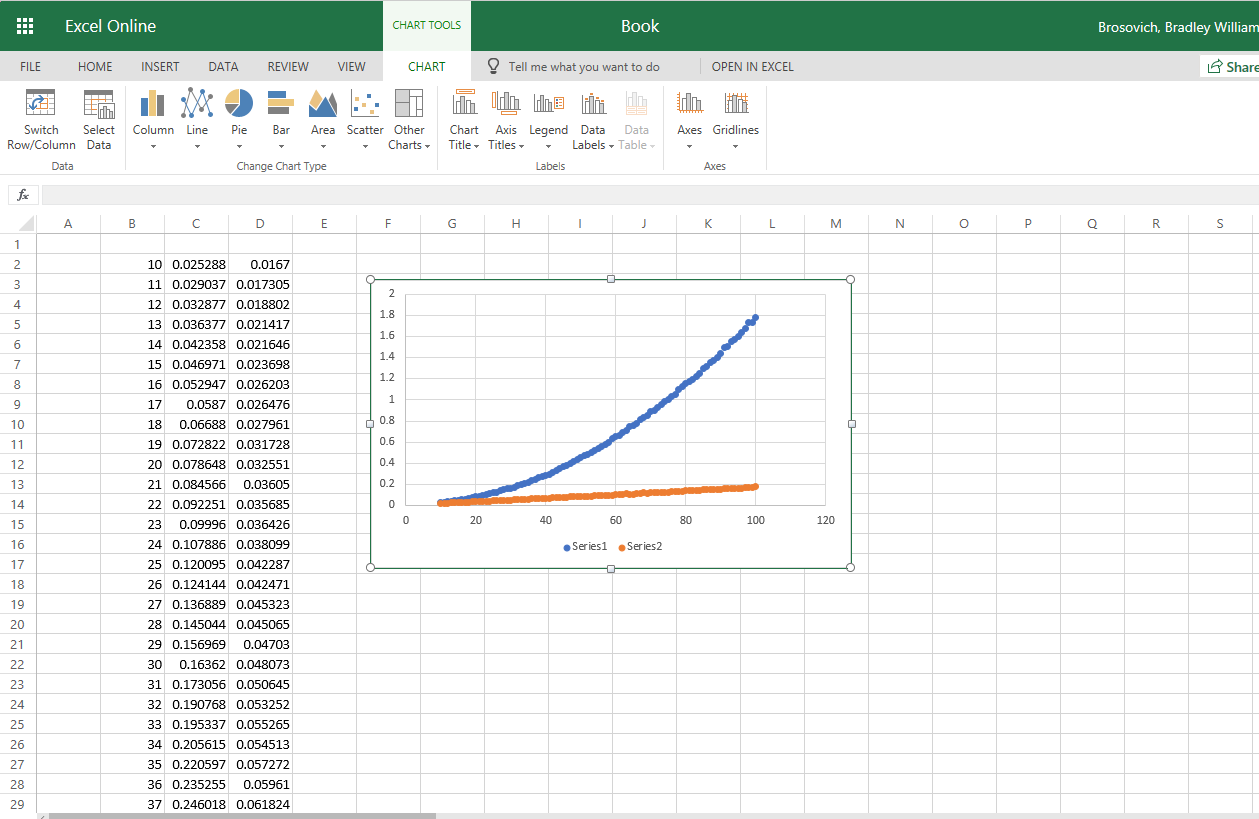 Excel Online CHART TOOLS Book Brosovich, Bradley William
FILE HOME INSERT DATA REVIEW VIEW CHART Tell me what you want to do OPEN IN EXCEL Share
Switch Row/Column Select Data Column Line Pie Bar Area Scatter Other Charts Chart Title Axis Titles Legend Data Labels Data Table Axes Gridlines
Data Change Chart Type Labels Axes
fx
A B C D E F G H I J K L M N O P Q R S
1
2 10 0.025288 0.0167
3 11 0.029037 0.017305
4 12 0.032877 0.018802
5 13 0.036377 0.021417
6 14 0.042358 0.021646
7 15 0.046971 0.023698
8 16 0.052947 0.026203
9 17 0.0587 0.026476
10 18 0.06688 0.027961
11 19 0.072822 0.031728
12 20 0.078648 0.032551
13 21 0.084566 0.03605
14 22 0.092251 0.035685
15 23 0.09996 0.036426
16 24 0.107886 0.038099
17 25 0.120095 0.042287
18 26 0.124144 0.042471
19 27 0.136889 0.045323
20 28 0.145044 0.045065
21 29 0.156969 0.04703
22 30 0.16362 0.048073
23 31 0.173056 0.050645
24 32 0.190768 0.053252
25 33 0.195337 0.055265
26 34 0.205615 0.054513
27 35 0.220597 0.057272
28 36 0.235255 0.05961
29 37 0.246018 0.061824
2
1.8
1.6
1.4
1.2
1
0.8
0.6
0.4
0.2
0
0 20 40 60 80 100 120
Series1 Series2